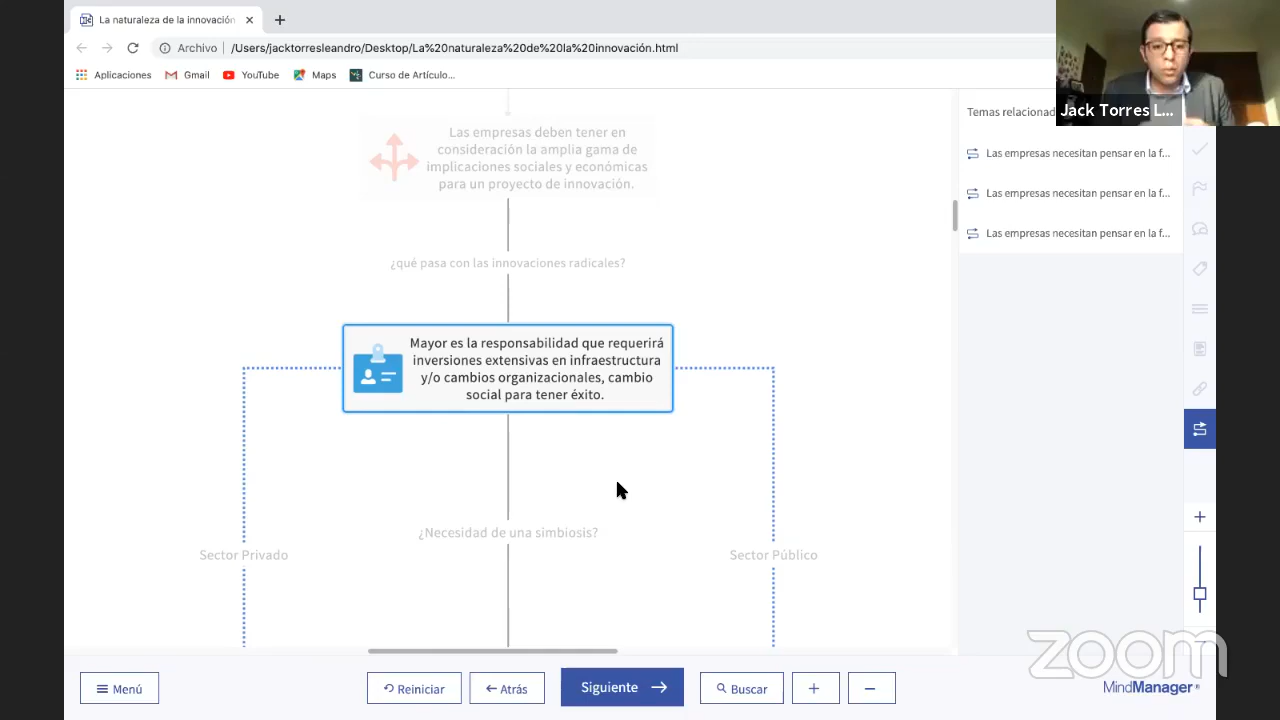 La naturaleza de la innovación
Archivo
/Users/jacktorresleandro/Desktop/La%20naturaleza%20de%20la%20innovación.html
Aplicaciones
Gmail
YouTube
Maps
Curso de Artículo...
Jack Torres L...
Las empresas deben tener en
consideración la amplia gama de
implicaciones sociales y económicas
para un proyecto de innovación.
¿qué pasa con las innovaciones radicales?
Mayor es la responsabilidad que requerirá
inversiones extensivas en infraestructura
y/o cambios organizacionales, cambio
social para tener éxito.
¿Necesidad de una simbiosis?
Sector Privado
Sector Público
Temas relacionad
Las empresas necesitan pensar en la f...
Las empresas necesitan pensar en la f...
Las empresas necesitan pensar en la f...
Menú
Reiniciar
Atrás
Siguiente
Buscar
zoom
MindManager